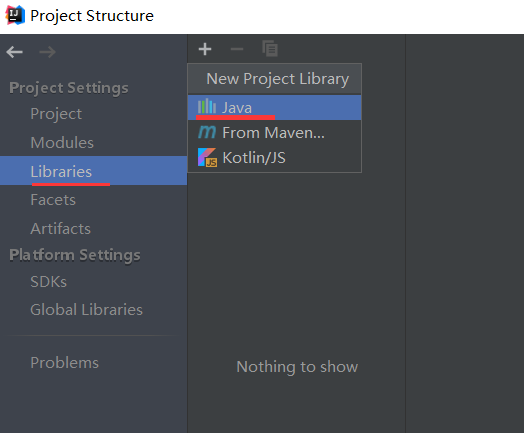 Project Structure
Project Settings
Project
Modules
Libraries
Facets
Artifacts
Platform Settings
SDKs
Global Libraries
Problems
New Project Library
Java
From Maven...
Kotlin/JS
Nothing to show